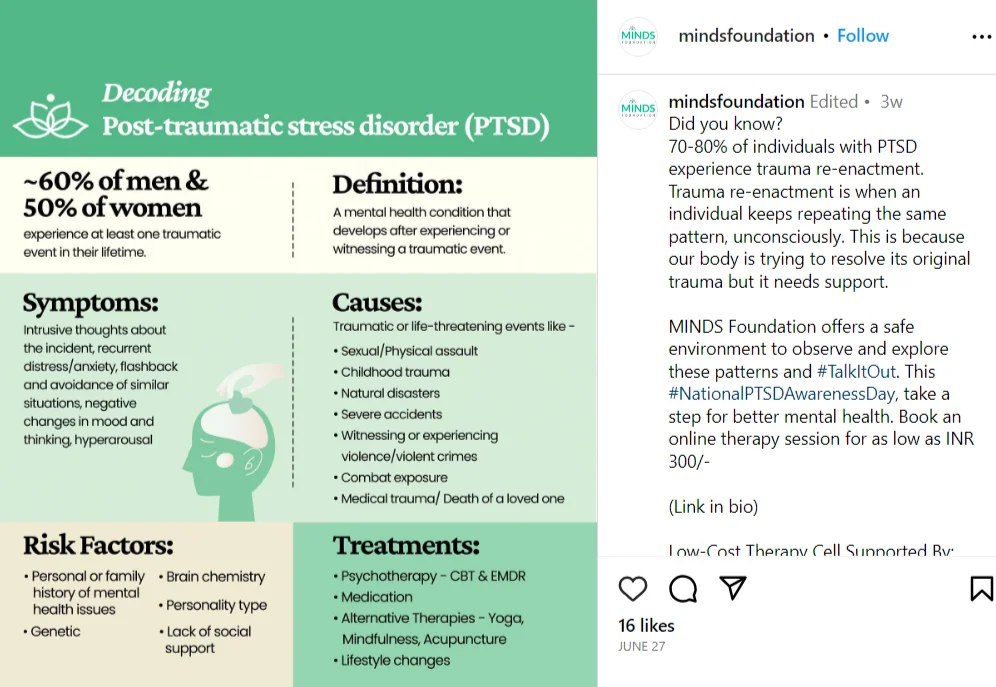 Decoding
Post-traumatic stress disorder (PTSD)
~60% of men &
50% of women
experience at least one traumatic
event in their lifetime.
Definition:
A mental health condition that
develops after experiencing or
witnessing a traumatic event.
Symptoms:
Intrusive thoughts about
the incident, recurrent
distress/anxiety, flashback
and avoidance of similar
situations, negative
changes in mood and
thinking, hyperarousal
Causes:
Traumatic or life-threatening events like -
• Sexual/Physical assault
• Childhood trauma
• Natural disasters
• Severe accidents
• Witnessing or experiencing
violence/violent crimes
• Combat exposure
• Medical trauma/ Death of a loved one
Risk Factors:
• Personal or family
history of mental
health issues
• Genetic
• Brain chemistry
• Personality type
• Lack of social
support
Treatments:
• Psychotherapy - CBT & EMDR
• Medication
• Alternative Therapies - Yoga,
Mindfulness, Acupuncture
• Lifestyle changes
MINDS
FOUNDATION
mindsfoundation • Follow
MINDS
FOUNDATION
mindsfoundation Edited • 3w
Did you know?
70-80% of individuals with PTSD
experience trauma re-enactment.
Trauma re-enactment is when an
individual keeps repeating the same
pattern, unconsciously. This is because
our body is trying to resolve its original
trauma but it needs support.
MINDS Foundation offers a safe
environment to observe and explore
these patterns and #TalkItOut. This
#NationalPTSDAwarenessDay, take a
step for better mental health. Book an
online therapy session for as low as INR
300/-
(Link in bio)
Low-Cost Therapy Cell Supported By:
16 likes
JUNE 27